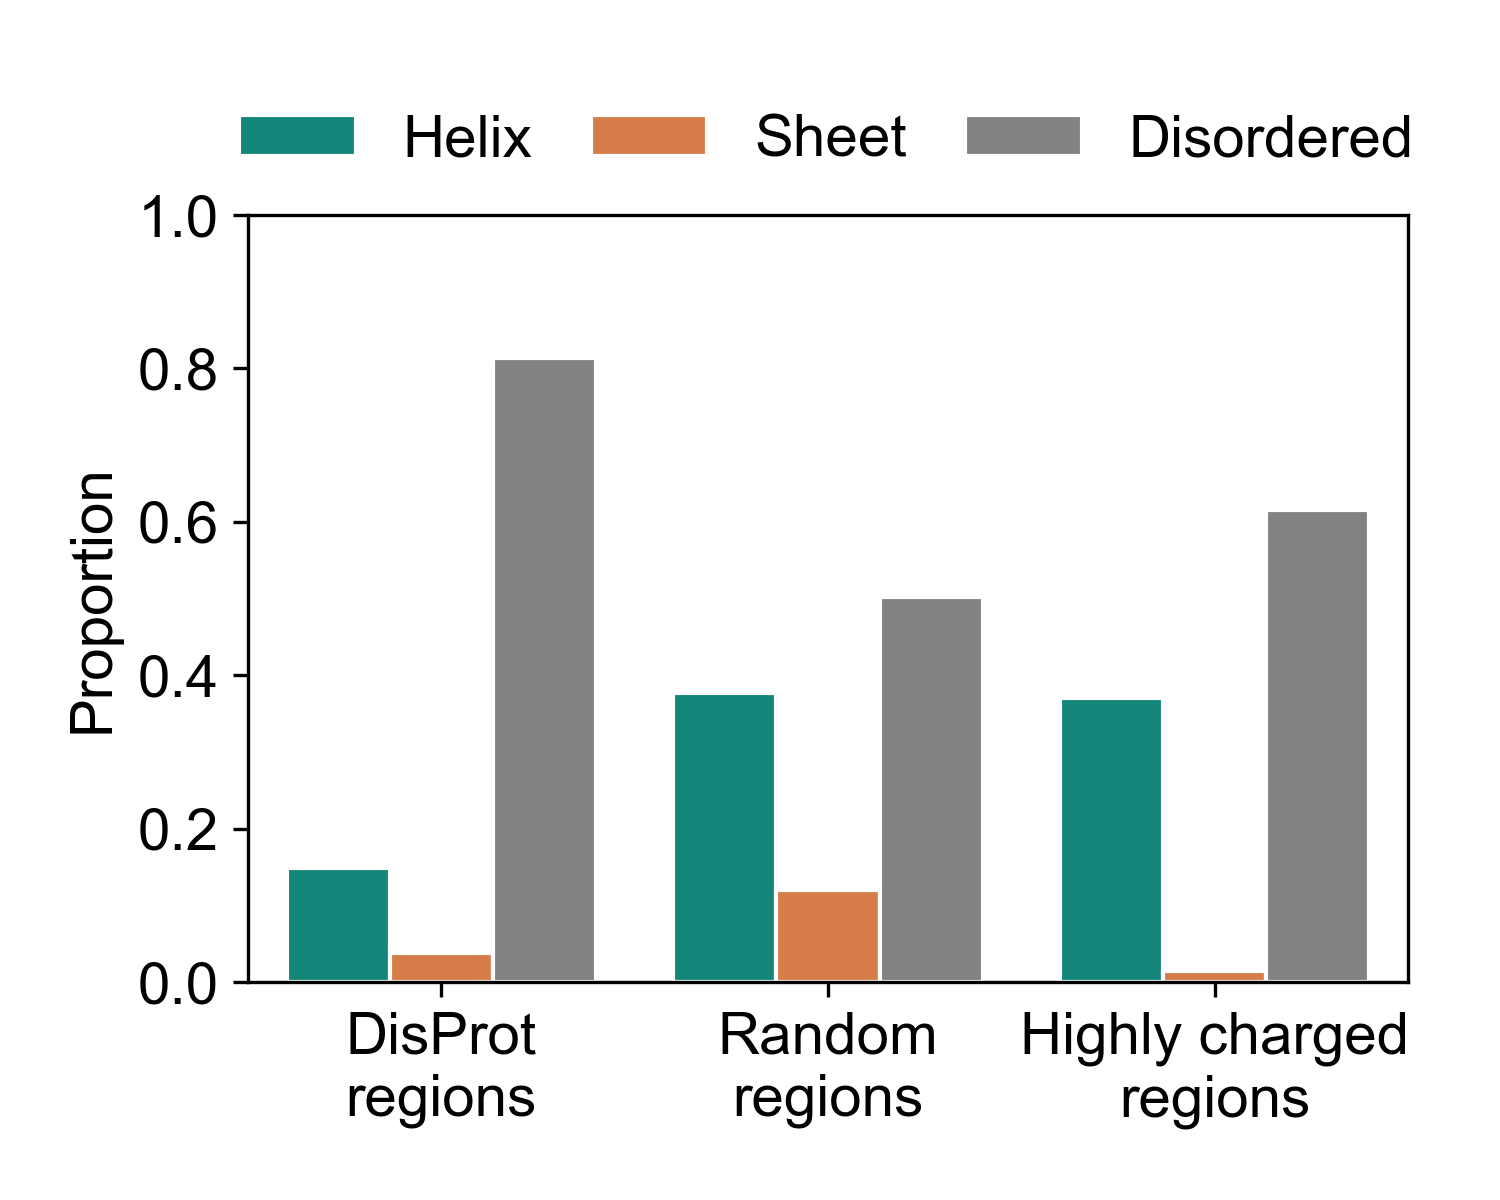 Helix Sheet Disordered
1.0
0.8
0.6
0.4
0.2
0.0
Proportion
DisProt regions
Random regions
Highly charged regions